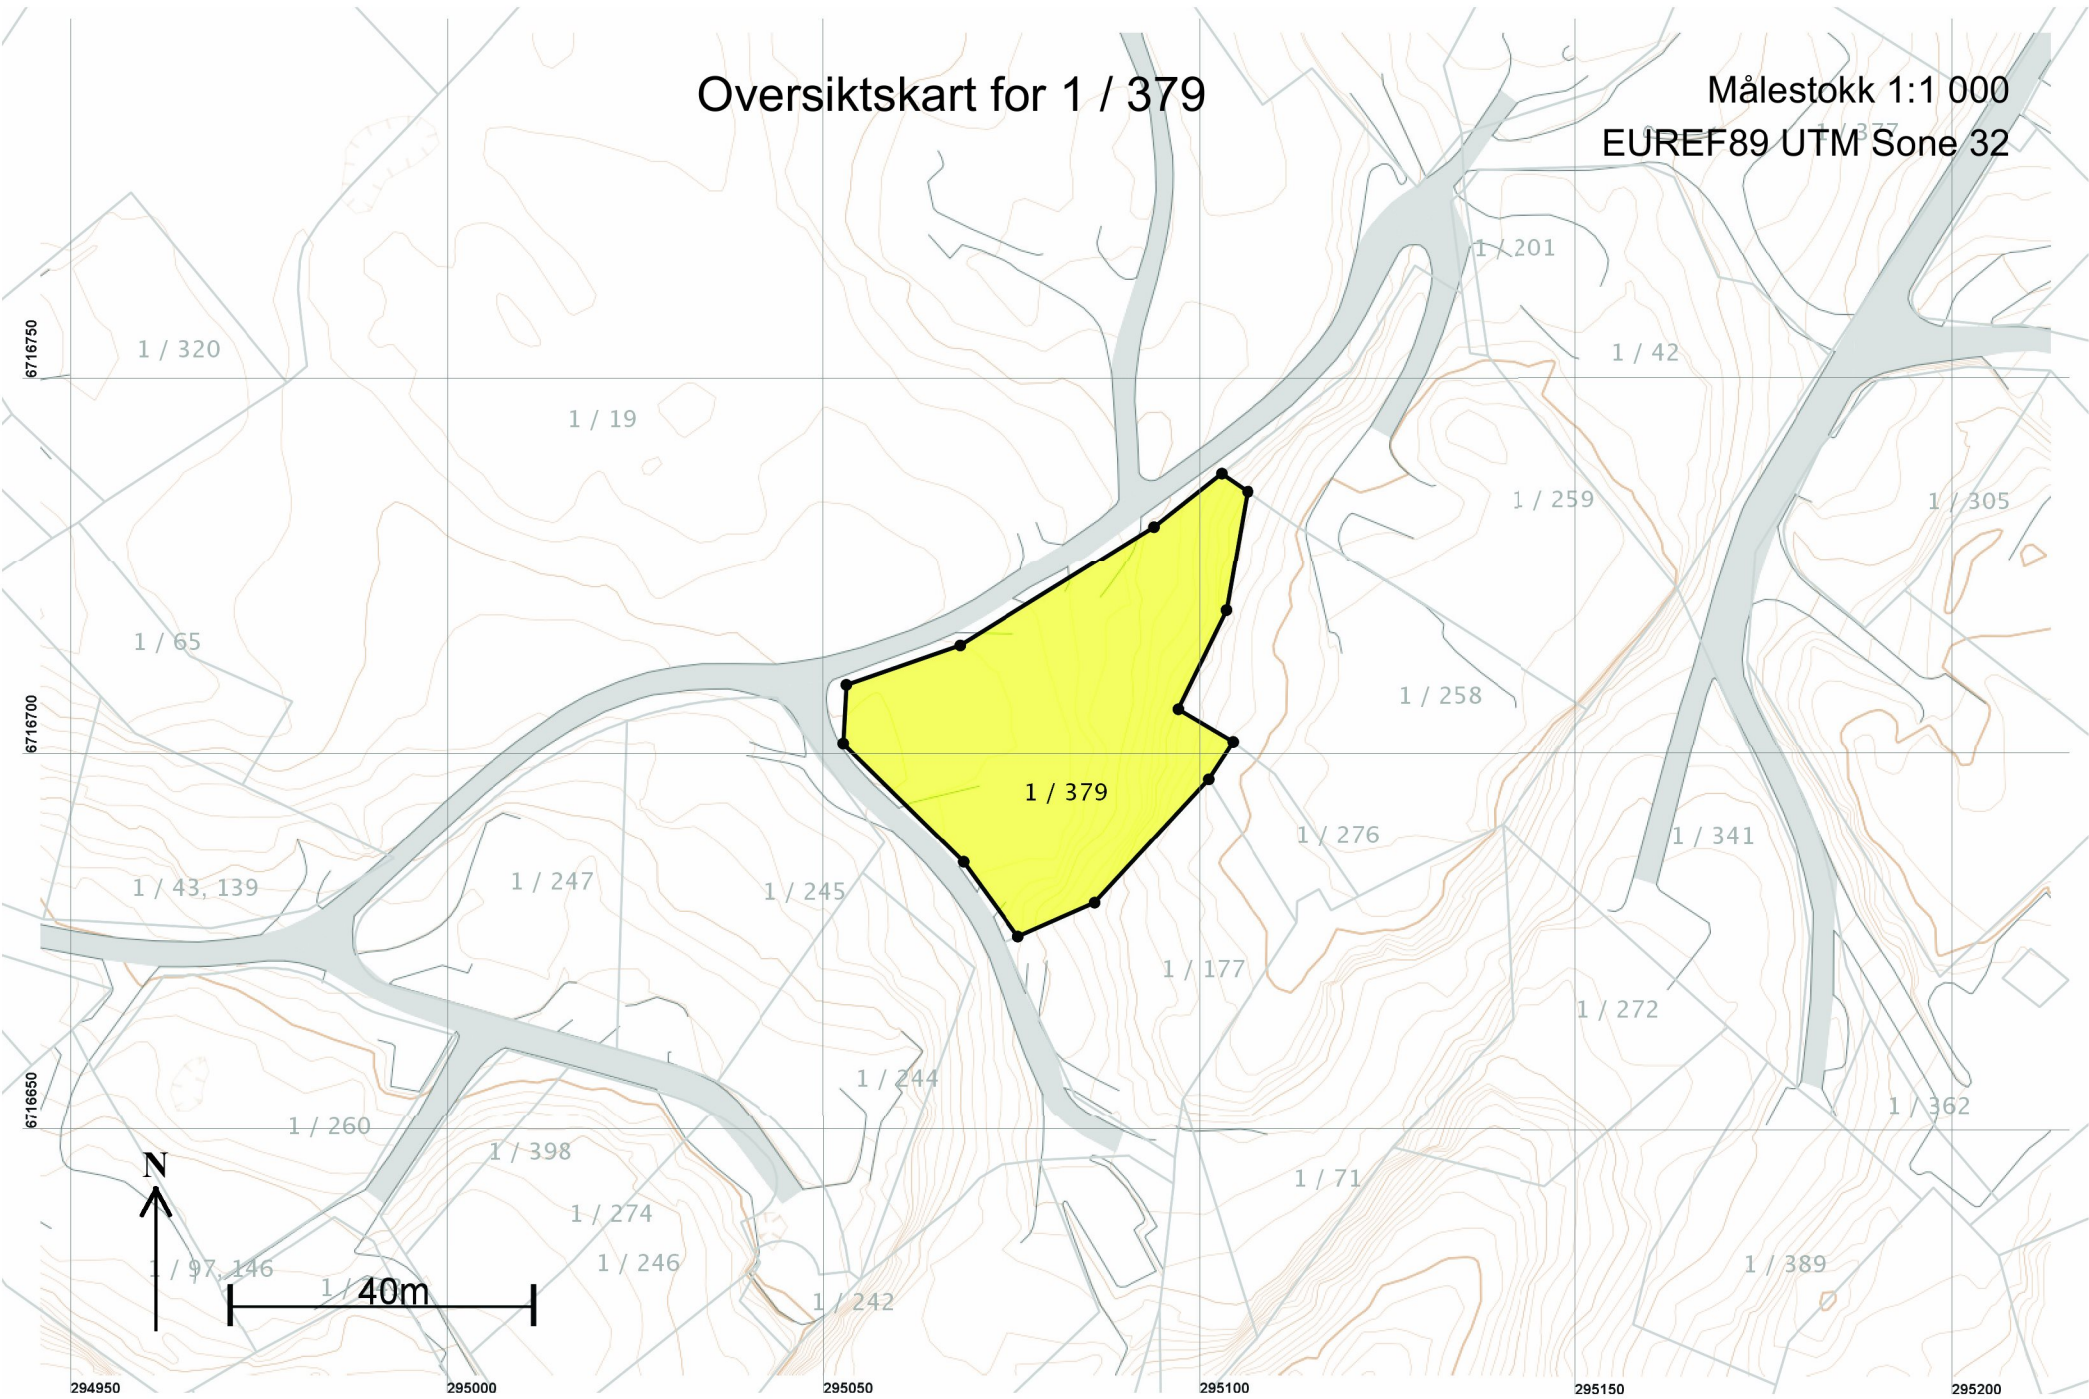 Oversiktskart for 1 / 379
Målestokk 1:1 000
1 / 377
EUREF89 UTM Sone 32
1 / 201
6716750
1 / 320
1 / 42
1 / 19
1 / 259
1 / 305
1 / 65
1 / 258
6716700
1 / 379
1 / 276
1 / 341
1 / 43, 139
1 / 247
1 / 245
1 / 177
1 / 272
6716650
1 / 244
1 / 362
1 / 260
1 / 398
N
1 / 71
1 / 274
1 / 246
1 / 389
1 / 97, 146
40m
1 / 242
294950
295000
295050
295100
295150
295200